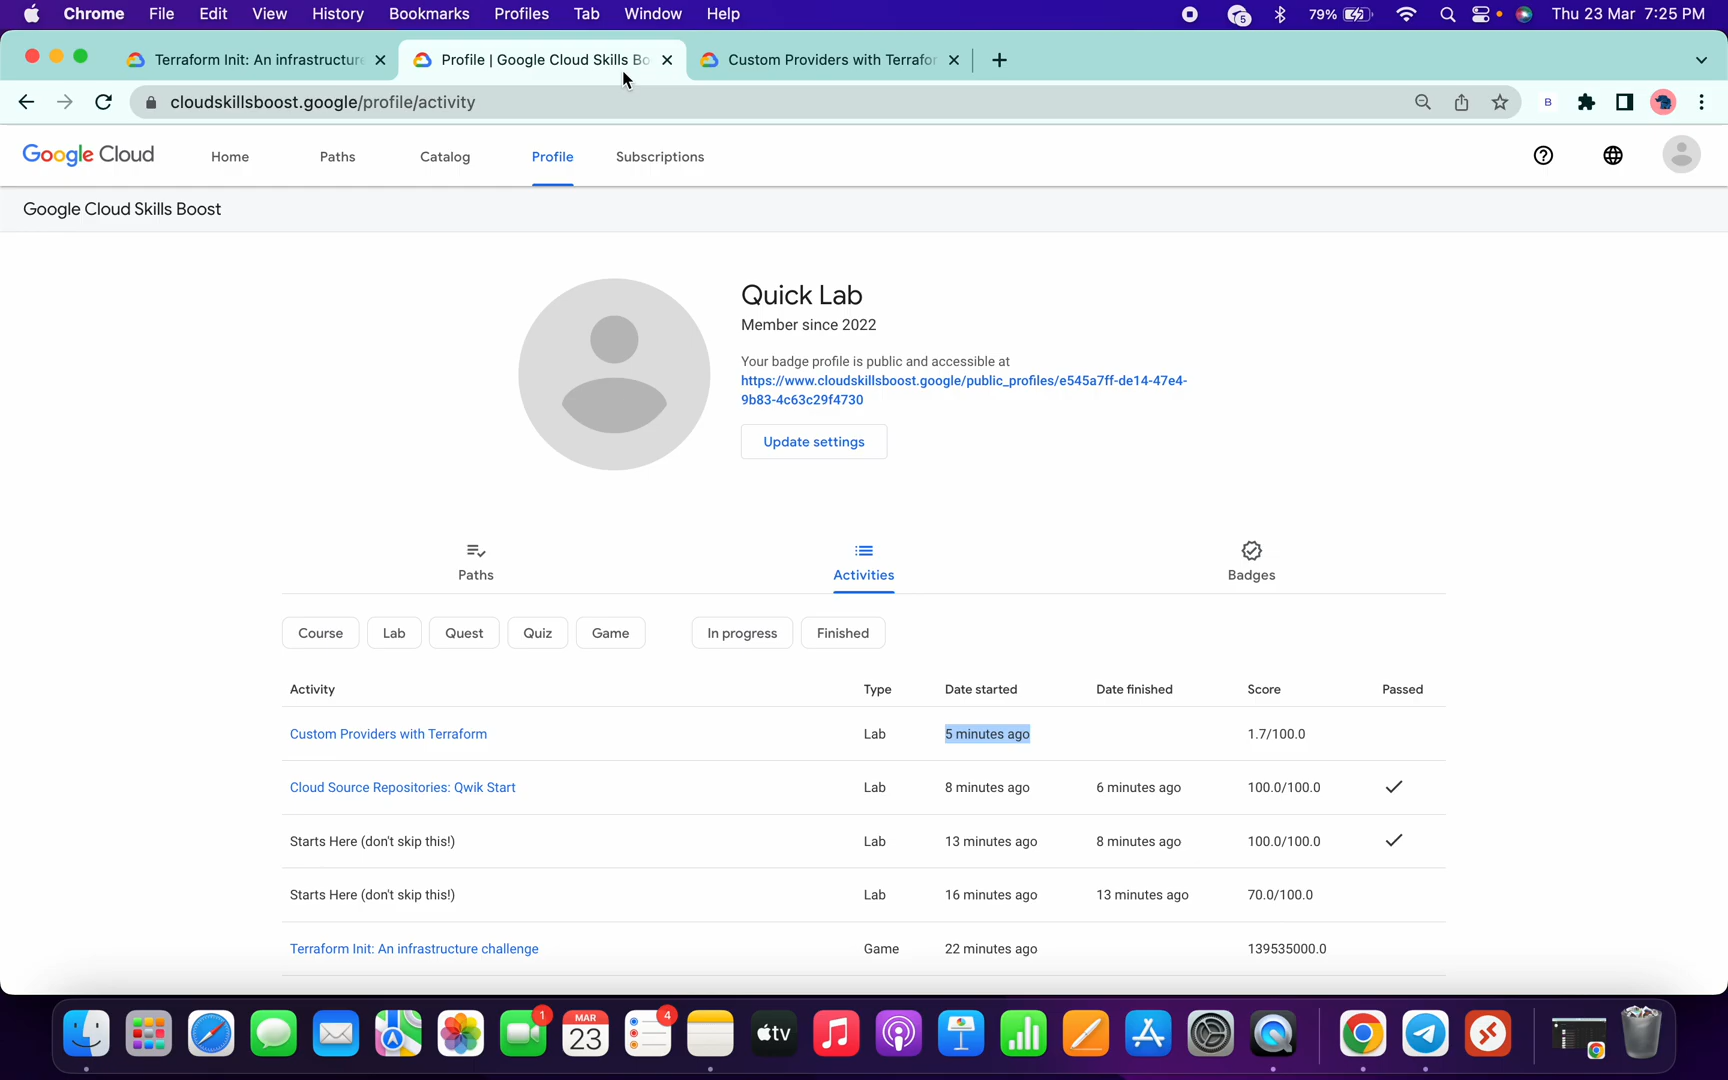 Chrome File Edit View History Bookmarks Profiles Tab Window Help 5 79% Thu 23 Mar 7:25 PM
Terraform Init: An infrastructure Profile | Google Cloud Skills Bo Custom Providers with Terrafor
cloudskillsboost.google/profile/activity B
Google Cloud Home Paths Catalog Profile Subscriptions
Google Cloud Skills Boost
Quick Lab
Member since 2022
Your badge profile is public and accessible at
https://www.cloudskillsboost.google/public_profiles/e545a7ff-de14-47e4-
9b83-4c63c29f4730
Update settings
Paths Activities Badges
Course Lab Quest Quiz Game In progress Finished
Activity Type Date started Date finished Score Passed
Custom Providers with Terraform Lab 5 minutes ago 1.7/100.0
Cloud Source Repositories: Qwik Start Lab 8 minutes ago 6 minutes ago 100.0/100.0
Starts Here (don't skip this!) Lab 13 minutes ago 8 minutes ago 100.0/100.0
Starts Here (don't skip this!) Lab 16 minutes ago 13 minutes ago 70.0/100.0
Terraform Init: An infrastructure challenge Game 22 minutes ago 139535000.0
1 MAR 4
23 tv